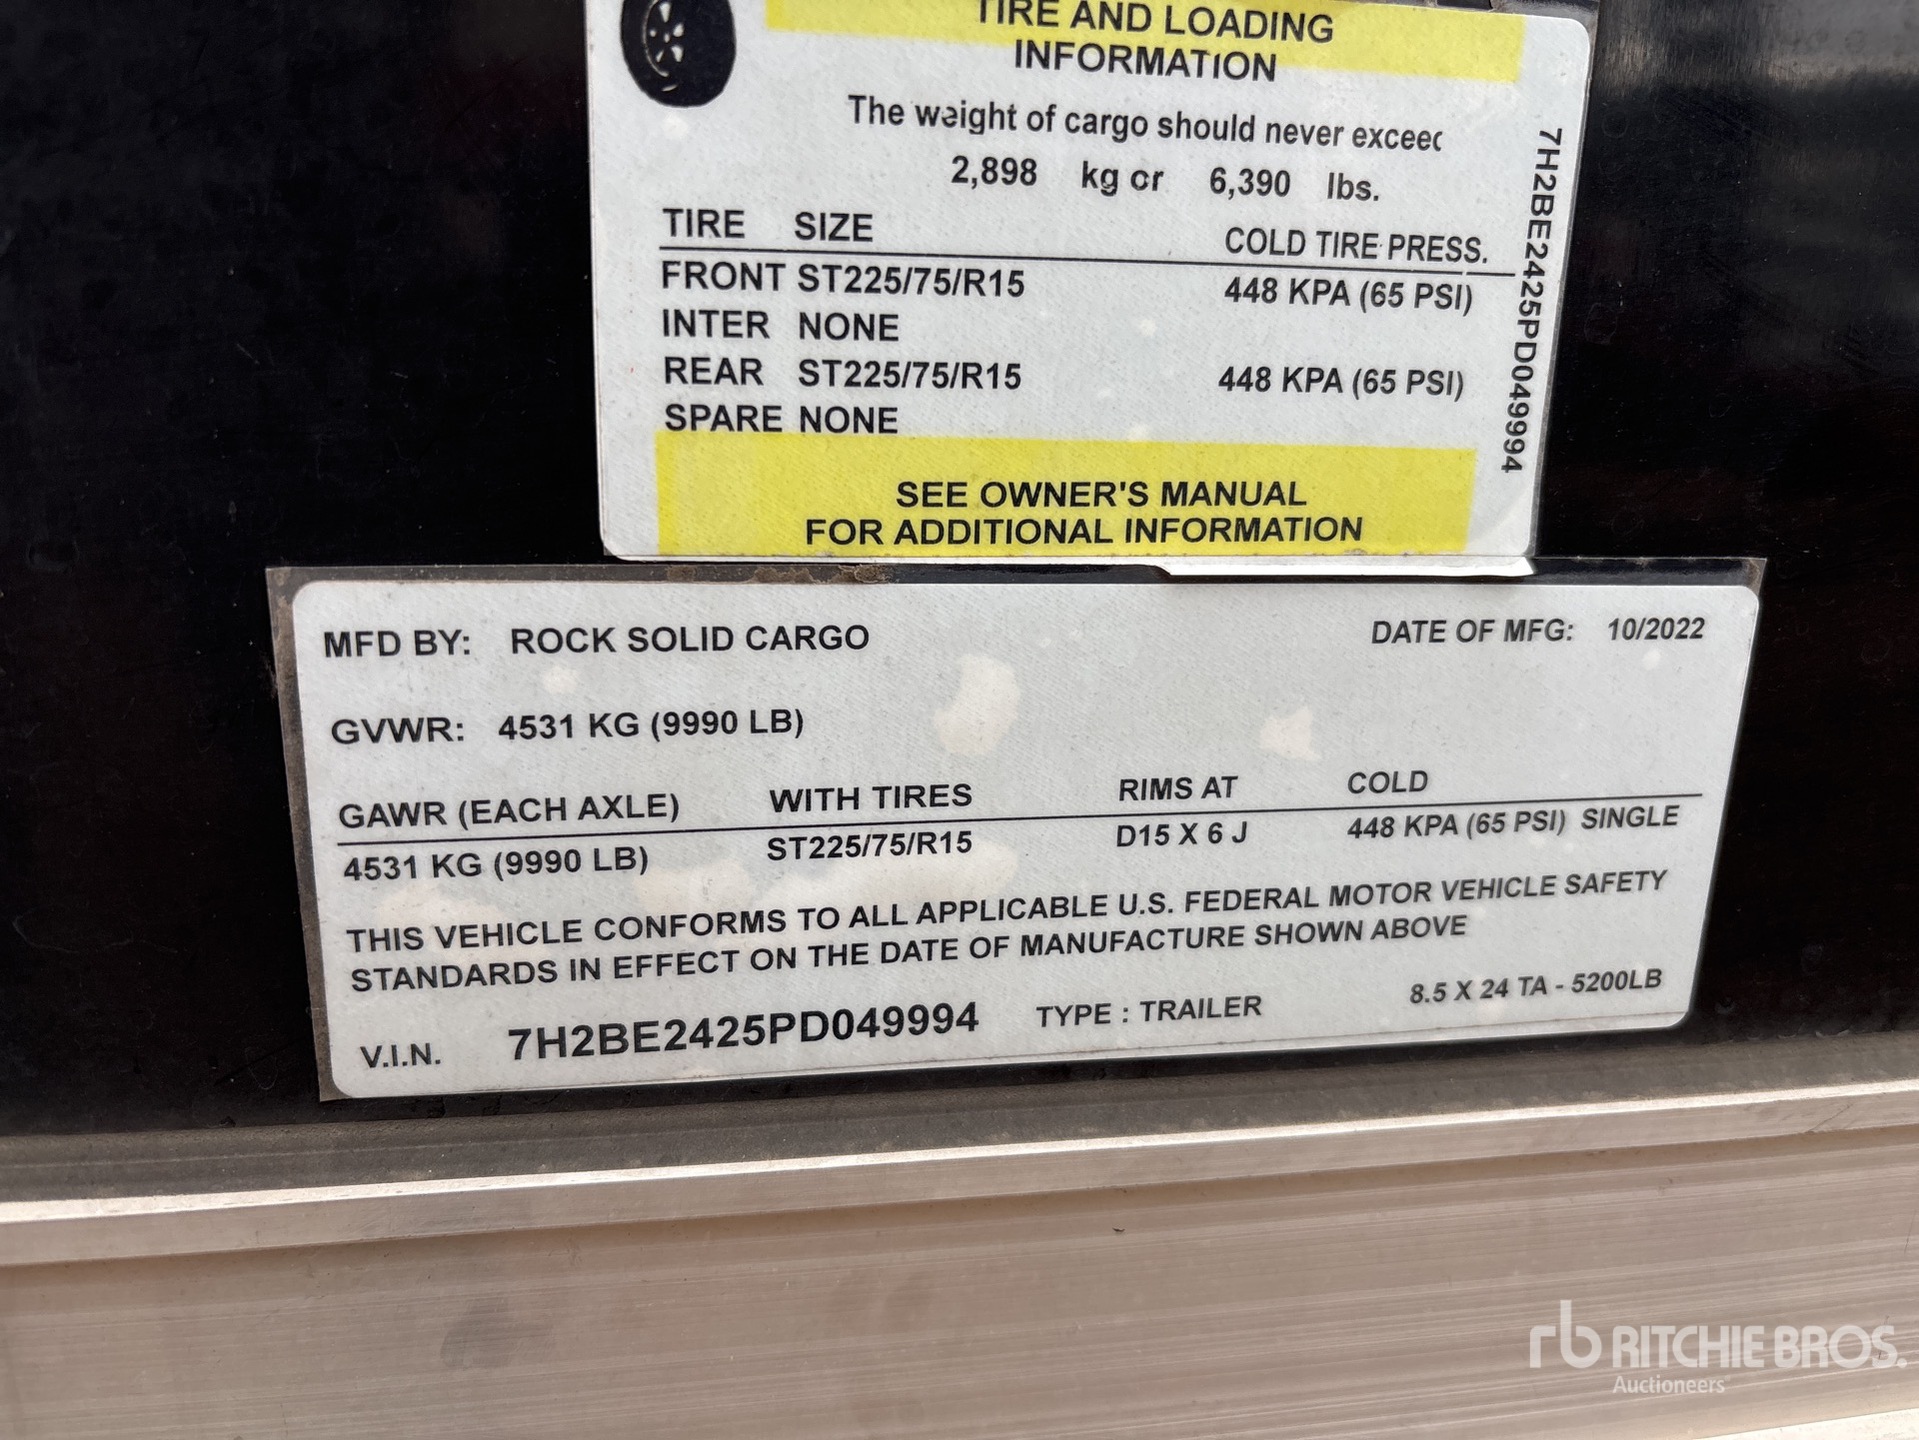 TIRE AND LOADING
INFORMATION
The weight of cargo should never exceed
2,898 kg or 6,390 lbs.
TIRE SIZE COLD TIRE PRESS.
FRONT ST225/75/R15 448 KPA (65 PSI)
INTER NONE
REAR ST225/75/R15 448 KPA (65 PSI)
SPARE NONE
SEE OWNER'S MANUAL
FOR ADDITIONAL INFORMATION
7H2BE2425PD049994
MFD BY: ROCK SOLID CARGO DATE OF MFG: 10/2022
GVWR: 4531 KG (9990 LB)
GAWR (EACH AXLE) WITH TIRES RIMS AT COLD
4531 KG (9990 LB) ST225/75/R15 D15 X 6 J 448 KPA (65 PSI) SINGLE
THIS VEHICLE CONFORMS TO ALL APPLICABLE U.S. FEDERAL MOTOR VEHICLE SAFETY
STANDARDS IN EFFECT ON THE DATE OF MANUFACTURE SHOWN ABOVE
V.I.N. 7H2BE2425PD049994 TYPE : TRAILER 8.5 X 24 TA - 5200LB
rb RITCHIE BROS.
Auctioneers